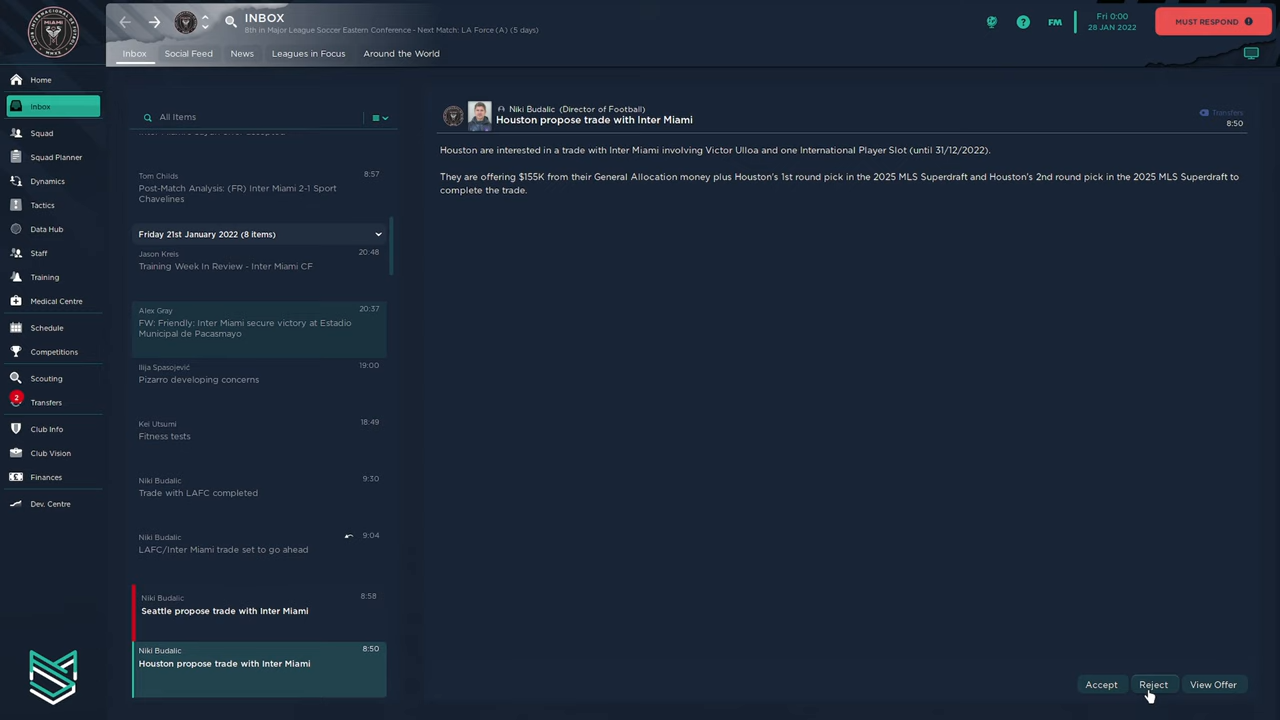 INBOX
8th in Major League Soccer Eastern Conference - Next Match: LA Force (A) (5 days)
FM
Fri 0:00
28 JAN 2022
MUST RESPOND
MIAMI
Inbox
Social Feed
News
Leagues in Focus
Around the World
Home
Inbox
Squad
Squad Planner
Dynamics
Tactics
Data Hub
Staff
Training
Medical Centre
Schedule
Competitions
Scouting
2
Transfers
Club Info
Club Vision
Finances
Dev. Centre
All Items
Tom Childs
8:57
Post-Match Analysis: (FR) Inter Miami 2-1 Sport
Chavelines
Friday 21st January 2022 (8 items)
Jason Kreis
20:48
Training Week In Review - Inter Miami CF
Alex Gray
20:37
FW: Friendly: Inter Miami secure victory at Estadio
Municipal de Pacasmayo
Ilija Spasojević
19:00
Pizarro developing concerns
Kei Utsumi
18:49
Fitness tests
Niki Budalic
9:30
Trade with LAFC completed
Niki Budalic
9:04
LAFC/Inter Miami trade set to go ahead
Niki Budalic
8:58
Seattle propose trade with Inter Miami
Niki Budalic
8:50
Houston propose trade with Inter Miami
Niki Budalic (Director of Football)
Houston propose trade with Inter Miami
Transfers
8:50
Houston are interested in a trade with Inter Miami involving Victor Ulloa and one International Player Slot (until 31/12/2022).
They are offering $155K from their General Allocation money plus Houston's 1st round pick in the 2025 MLS Superdraft and Houston's 2nd round pick in the 2025 MLS Superdraft to
complete the trade.
Accept
Reject
View Offer